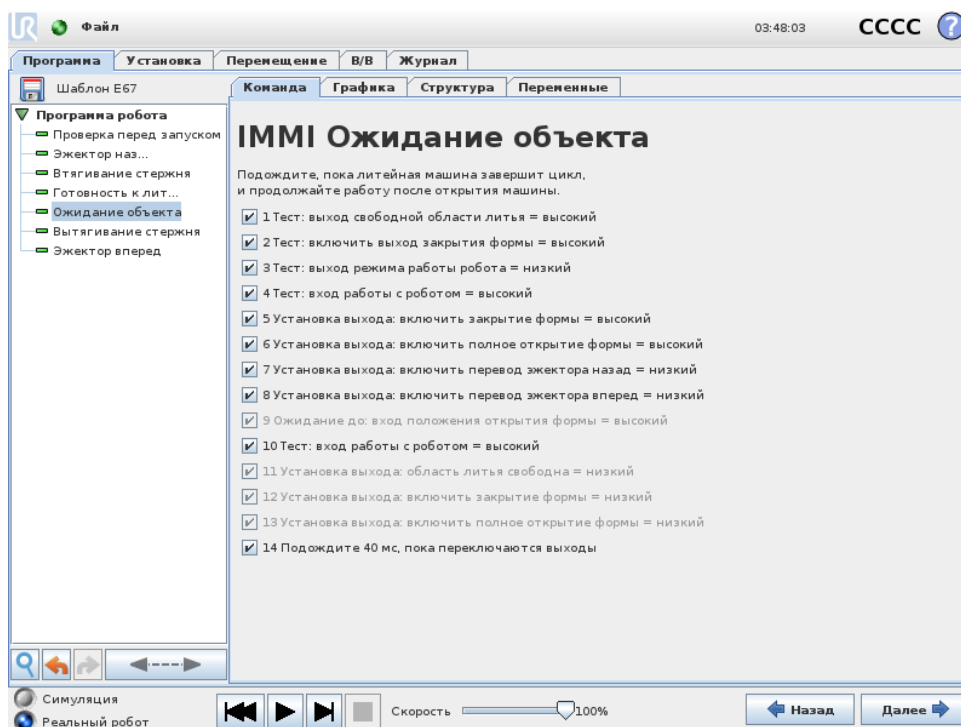 UR Файл 03:48:03 CCCC ?
Программа Установка Перемещение В/В Журнал
Шаблон E67
Команда Графика Структура Переменные
Программа робота
Проверка перед запуском
Эжектор наз...
Втягивание стержня
Готовность к лит...
Ожидание объекта
Вытягивание стержня
Эжектор вперед
IMMI Ожидание объекта
Подождите, пока литейная машина завершит цикл,
и продолжайте работу после открытия машины.
1 Тест: выход свободной области литья = высокий
2 Тест: включить выход закрытия формы = высокий
3 Тест: выход режима работы робота = низкий
4 Тест: вход работы с роботом = высокий
5 Установка выхода: включить закрытие формы = высокий
6 Установка выхода: включить полное открытие формы = высокий
7 Установка выхода: включить перевод эжектора назад = низкий
8 Установка выхода: включить перевод эжектора вперед = низкий
9 Ожидание до: вход положения открытия формы = высокий
10 Тест: вход работы с роботом = высокий
11 Установка выхода: область литья свободна = низкий
12 Установка выхода: включить закрытие формы = низкий
13 Установка выхода: включить полное открытие формы = низкий
14 Подождите 40 мс, пока переключаются выходы
Симуляция
Реальный робот
Скорость 100%
Назад Далее